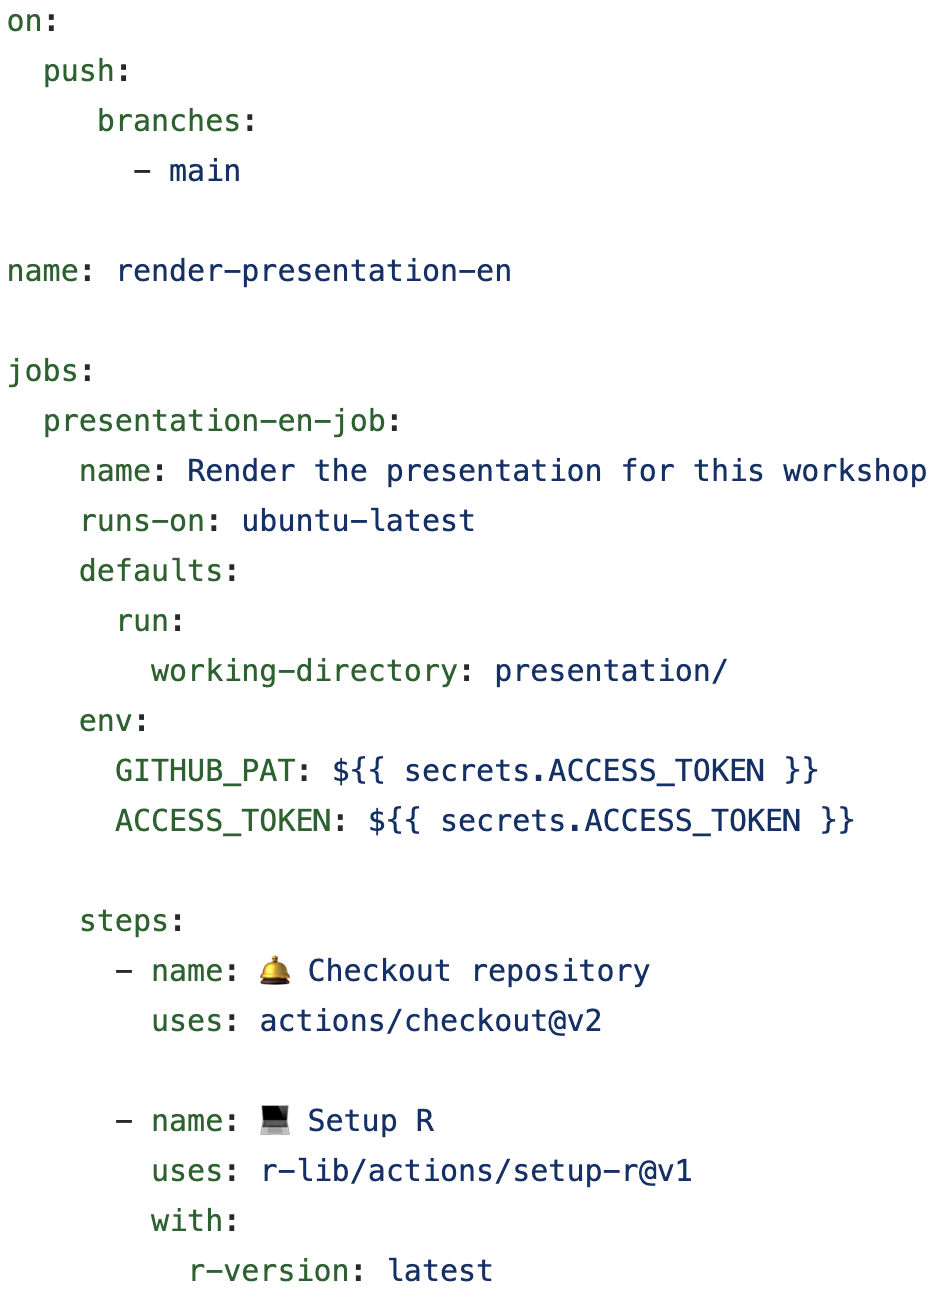 on:
  push:
     branches:
       - main

name: render-presentation-en

jobs:
  presentation-en-job:
    name: Render the presentation for this workshop
    runs-on: ubuntu-latest
    defaults:
      run:
        working-directory: presentation/
    env:
      GITHUB_PAT: ${{ secrets.ACCESS_TOKEN }}
      ACCESS_TOKEN: ${{ secrets.ACCESS_TOKEN }}

    steps:
      - name: 🛎️ Checkout repository
        uses: actions/checkout@v2

      - name: 💻 Setup R
        uses: r-lib/actions/setup-r@v1
        with:
          r-version: latest